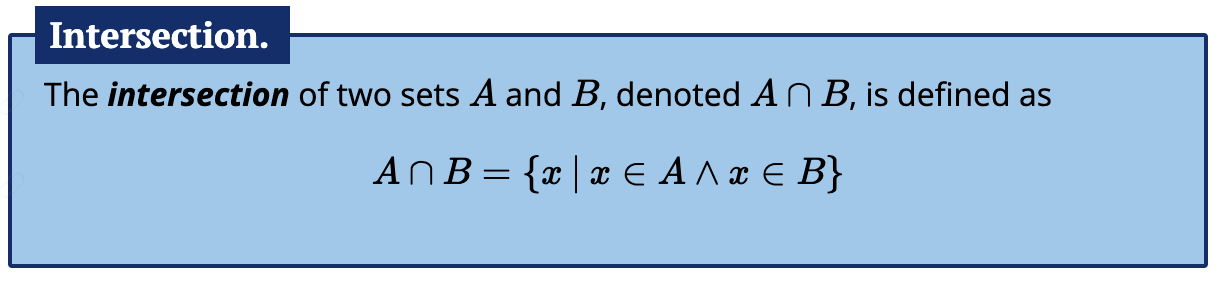 Intersection.
The intersection of two sets A and B, denoted A ∩ B, is defined as
A ∩ B = {x | x ∈ A ∧ x ∈ B}